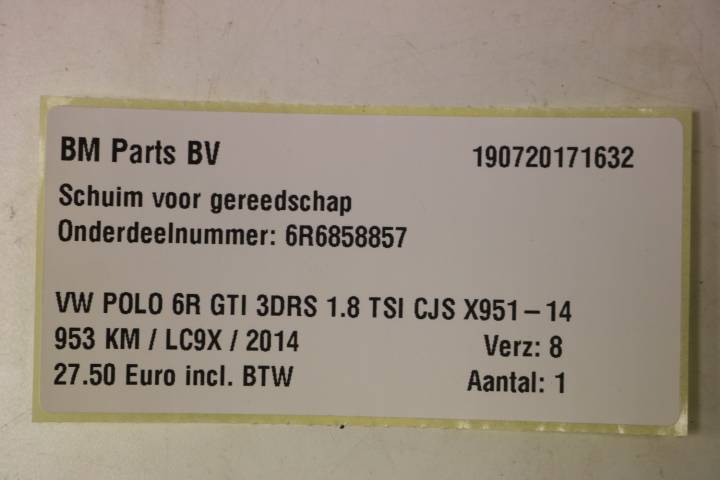 BM Parts BV 190720171632
Schuim voor gereedschap
Onderdeelnummer: 6R6858857
VW POLO 6R GTI 3DRS 1.8 TSI CJS X951-14
953 KM / LC9X / 2014 Verz: 8
27.50 Euro incl. BTW Aantal: 1